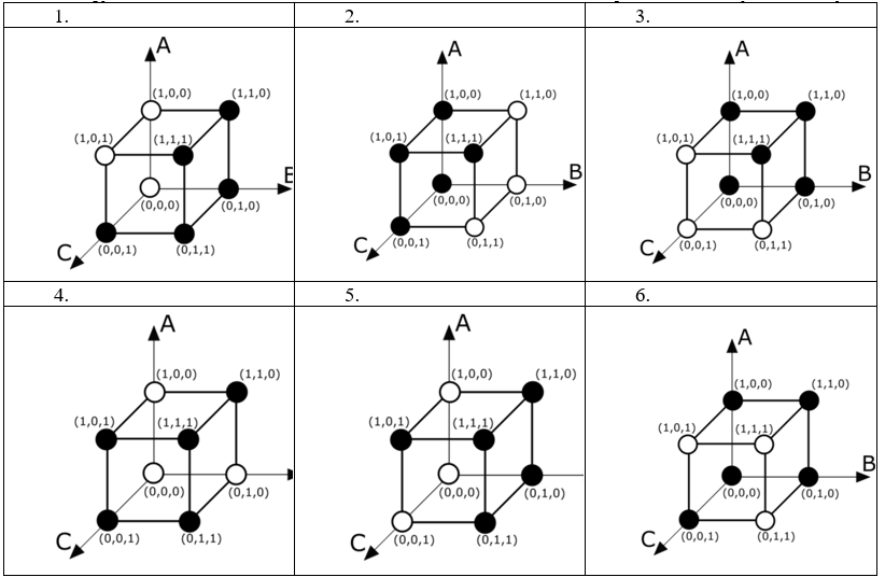 1. 2. 3.
A
(1,0,0) (1,1,0)
(1,0,1) (1,1,1)
B
(0,0,0) (0,1,0)
C (0,0,1) (0,1,1)
A
(1,0,0) (1,1,0)
(1,0,1) (1,1,1)
B
(0,0,0) (0,1,0)
C (0,0,1) (0,1,1)
A
(1,0,0) (1,1,0)
(1,0,1) (1,1,1)
B
(0,0,0) (0,1,0)
C (0,0,1) (0,1,1)
4. 5. 6.
A
(1,0,0) (1,1,0)
(1,0,1) (1,1,1)
(0,0,0) (0,1,0)
C (0,0,1) (0,1,1)
A
(1,0,0) (1,1,0)
(1,0,1) (1,1,1)
(0,0,0) (0,1,0)
C (0,0,1) (0,1,1)
A
(1,0,0) (1,1,0)
(1,0,1) (1,1,1)
B
(0,0,0) (0,1,0)
C (0,0,1) (0,1,1)